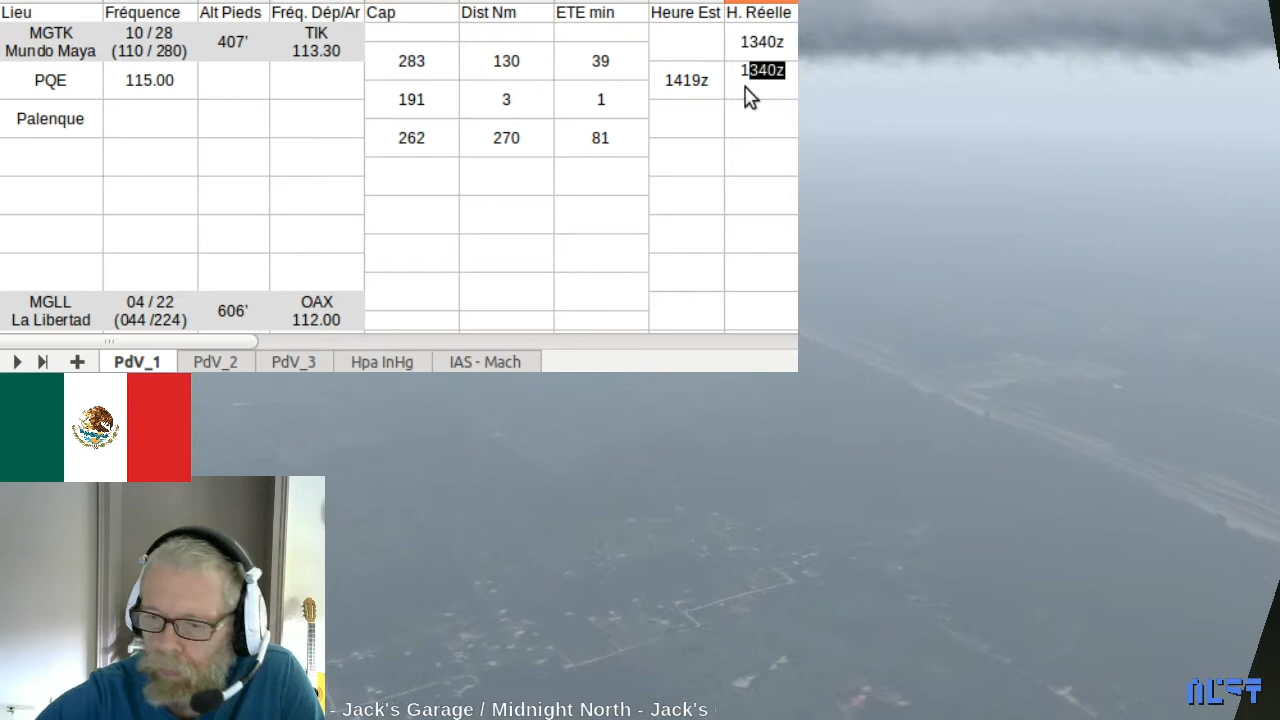 Lieu Fréquence Alt Pieds Fréq. Dép/Ar Cap Dist Nm ETE min Heure Est H. Réelle
MGTK 10 / 28 407' TIK
Mundo Maya (110 / 280) 113.30 1340z
283 130 39
PQE 115.00 1419z 1340z
191 3 1
Palenque
262 270 81
MGLL 04 / 22 606' OAX
La Libertad (044 /224) 112.00
PdV_1 PdV_2 PdV_3 Hpa InHg IAS - Mach
- Jack's Garage / Midnight North - Jack's